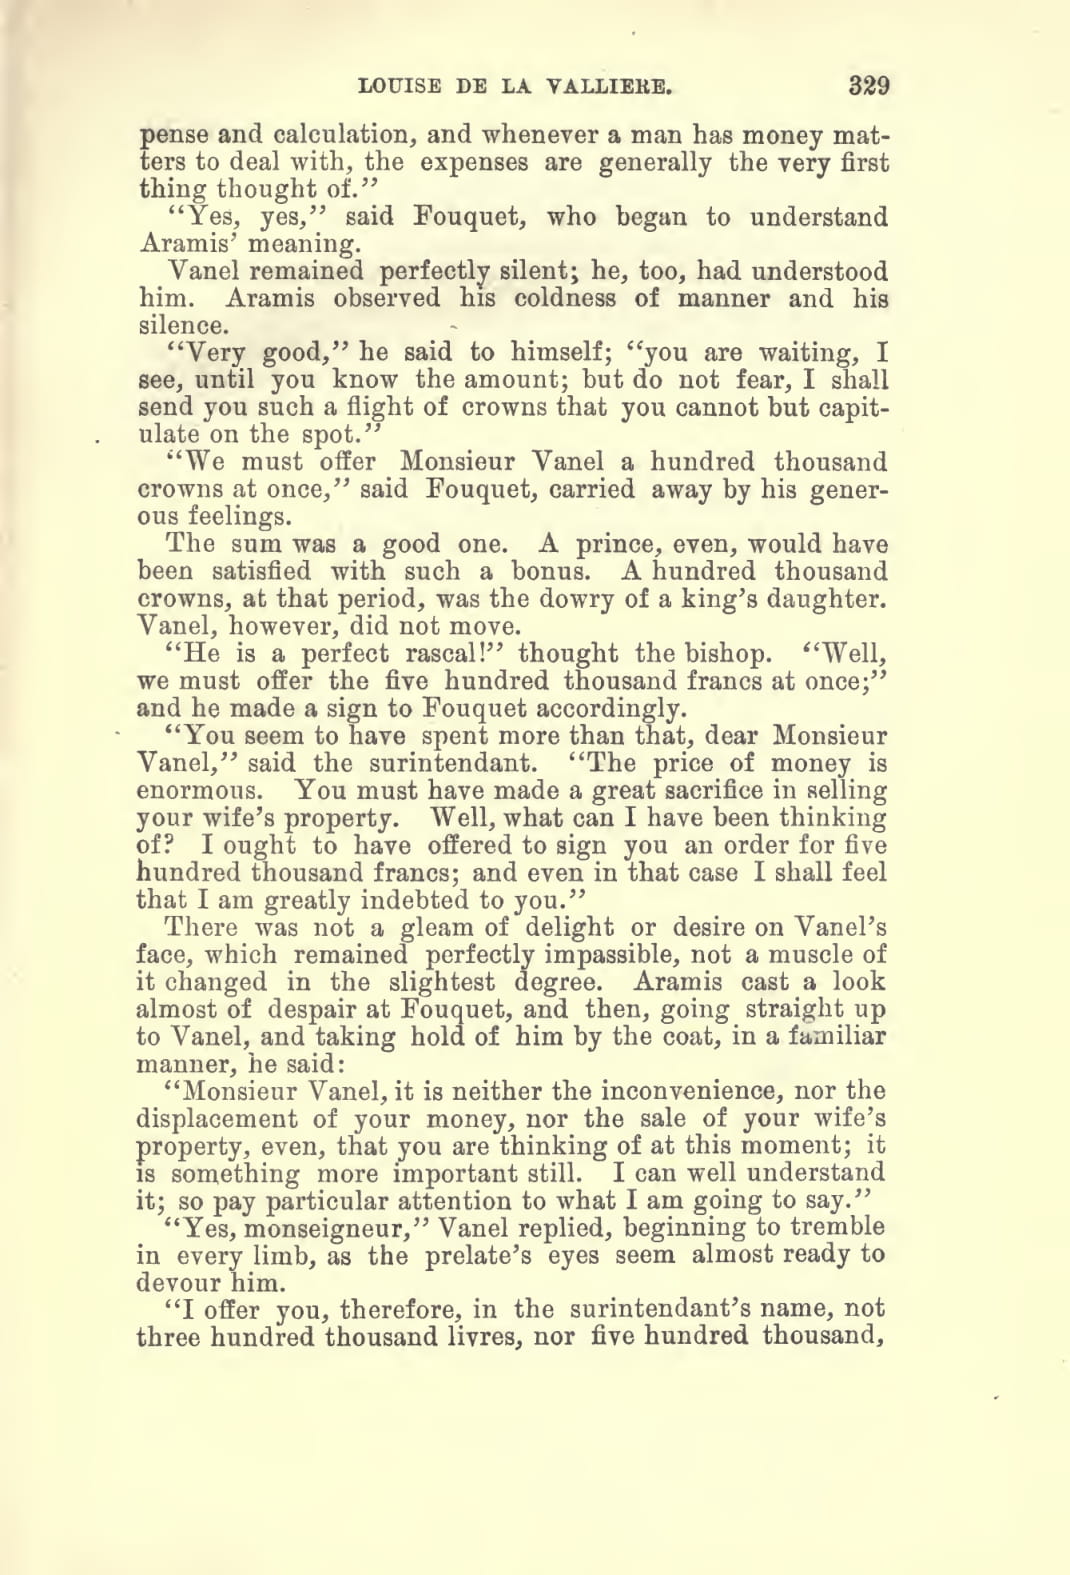 LOUISE DE LA VALLIERE. 329
pense and calculation, and whenever a man has money mat-
ters to deal with, the expenses are generally the very first
thing thought of.”
“Yes, yes,” said Fouquet, who began to understand
Aramis’ meaning.
Vanel remained perfectly silent; he, too, had understood
him. Aramis observed his coldness of manner and his
silence.
“Very good,” he said to himself; “you are waiting, I
see, until you know the amount; but do not fear, I shall
send you such a flight of crowns that you cannot but capit-
ulate on the spot.”
“We must offer Monsieur Vanel a hundred thousand
crowns at once,” said Fouquet, carried away by his gener-
ous feelings.
The sum was a good one. A prince, even, would have
been satisfied with such a bonus. A hundred thousand
crowns, at that period, was the dowry of a king’s daughter.
Vanel, however, did not move.
“He is a perfect rascal!” thought the bishop. “Well,
we must offer the five hundred thousand francs at once;”
and he made a sign to Fouquet accordingly.
“You seem to have spent more than that, dear Monsieur
Vanel,” said the surintendant. “The price of money is
enormous. You must have made a great sacrifice in selling
your wife’s property. Well, what can I have been thinking
of? I ought to have offered to sign you an order for five
hundred thousand francs; and even in that case I shall feel
that I am greatly indebted to you.”
There was not a gleam of delight or desire on Vanel’s
face, which remained perfectly impassible, not a muscle of
it changed in the slightest degree. Aramis cast a look
almost of despair at Fouquet, and then, going straight up
to Vanel, and taking hold of him by the coat, in a familiar
manner, he said:
“Monsieur Vanel, it is neither the inconvenience, nor the
displacement of your money, nor the sale of your wife’s
property, even, that you are thinking of at this moment; it
is something more important still. I can well understand
it; so pay particular attention to what I am going to say.”
“Yes, monseigneur,” Vanel replied, beginning to tremble
in every limb, as the prelate’s eyes seem almost ready to
devour him.
“I offer you, therefore, in the surintendant’s name, not
three hundred thousand livres, nor five hundred thousand,